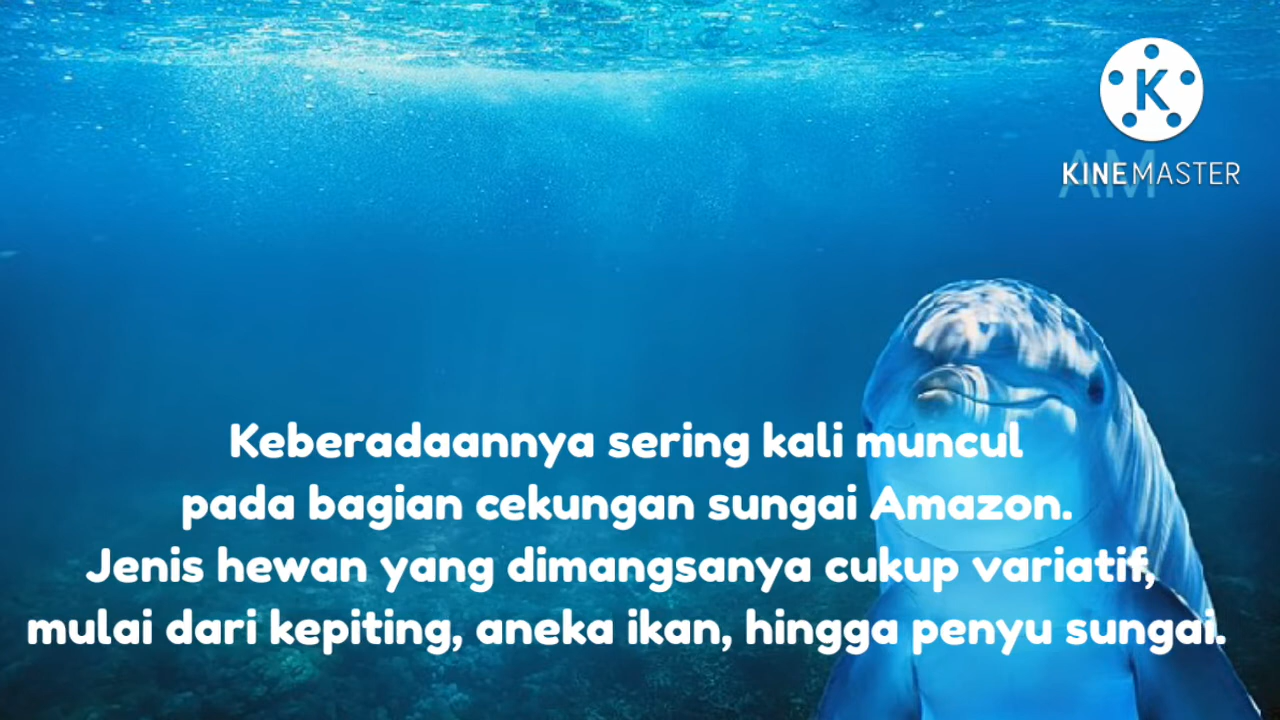 K
AM
KINEMASTER
Keberadaannya sering kali muncul
pada bagian cekungan sungai Amazon.
Jenis hewan yang dimangsanya cukup variatif,
mulai dari kepiting, aneka ikan, hingga penyu sungai.